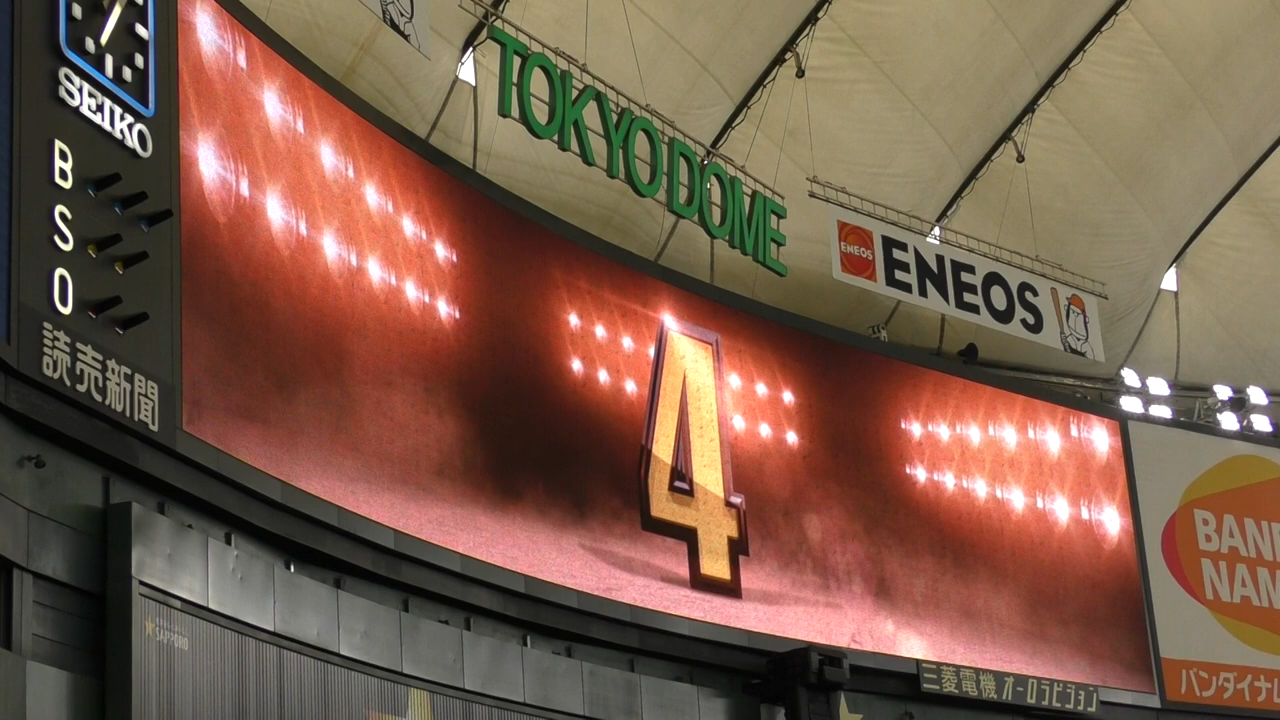 SEIKO
B
S
O
読売新聞
TOKYO DOME
ENEOS
ENEOS
4
BAN
NAM
バンダイナ
三菱電機 オーロラビジョン
SAPPORO